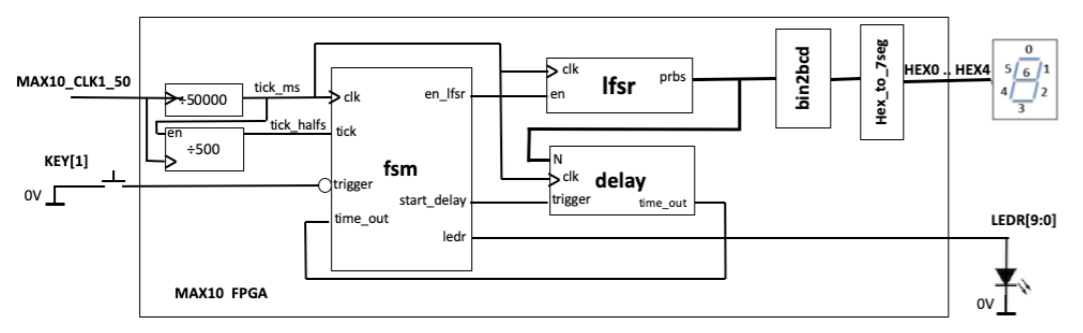 MAX10_CLK1_50
÷50000
tick_ms
clk
en_lfsr
clk
en
lfsr
prbs
bin2bcd
Hex_to_7seg
HEX0 .. HEX4
0
5
6
1
4
2
3
en
÷500
tick_halfs
tick
KEY[1]
0V
fsm
trigger
start_delay
time_out
ledr
N
clk
delay
trigger
time_out
LEDR[9:0]
0V
MAX10 FPGA